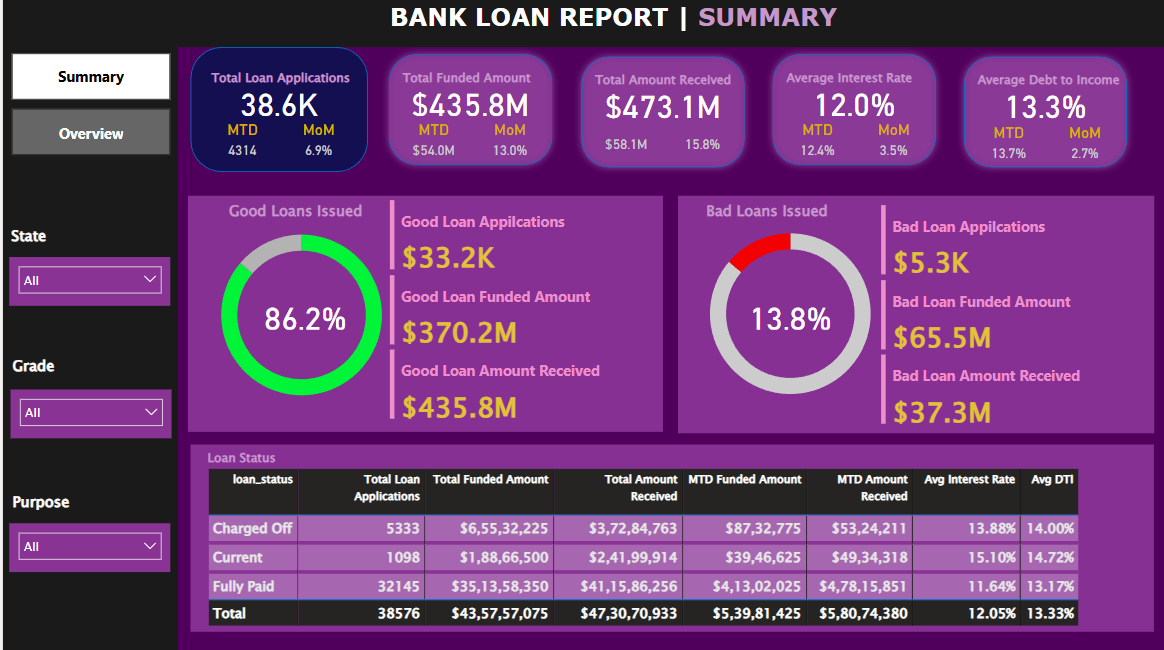 BANK LOAN REPORT | SUMMARY
Summary
Overview
State
All
Grade
All
Purpose
All
Total Loan Applications
38.6K
MTD MoM
4314 6.9%
Total Funded Amount
$435.8M
MTD MoM
$54.0M 13.0%
Total Amount Received
$473.1M
$58.1M 15.8%
Average Interest Rate
12.0%
MTD MoM
12.4% 3.5%
Average Debt to Income
13.3%
MTD MoM
13.7% 2.7%
Good Loans Issued
86.2%
Good Loan Appilcations
$33.2K
Good Loan Funded Amount
$370.2M
Good Loan Amount Received
$435.8M
Bad Loans Issued
13.8%
Bad Loan Appilcations
$5.3K
Bad Loan Funded Amount
$65.5M
Bad Loan Amount Received
$37.3M
Loan Status
loan_status Total Loan Applications Total Funded Amount Total Amount Received MTD Funded Amount MTD Amount Received Avg Interest Rate Avg DTI
Charged Off 5333 $6,55,32,225 $3,72,84,763 $87,32,775 $53,24,211 13.88% 14.00%
Current 1098 $1,88,66,500 $2,41,99,914 $39,46,625 $49,34,318 15.10% 14.72%
Fully Paid 32145 $35,13,58,350 $41,15,86,256 $4,13,02,025 $4,78,15,851 11.64% 13.17%
Total 38576 $43,57,57,075 $47,30,70,933 $5,39,81,425 $5,80,74,380 12.05% 13.33%